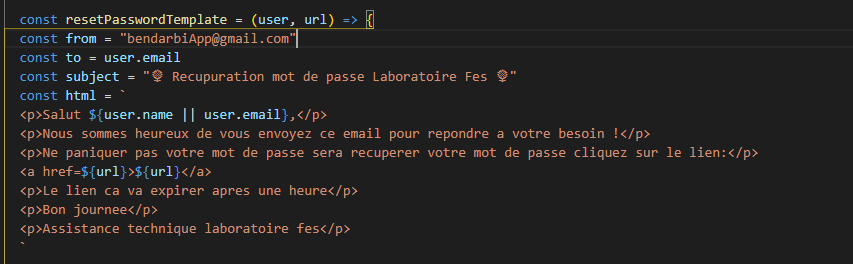 const resetPasswordTemplate = (user, url) => {
const from = "bendarbiApp@gmail.com"
const to = user.email
const subject = "🌻 Recupuration mot de passe Laboratoire Fes 🌻"
const html = `
<p>Salut ${user.name || user.email},</p>
<p>Nous sommes heureux de vous envoyez ce email pour repondre a votre besoin !</p>
<p>Ne paniquer pas votre mot de passe sera recuperer votre mot de passe cliquez sur le lien:</p>
<a href=${url}>${url}</a>
<p>Le lien ca va expirer apres une heure</p>
<p>Bon journee</p>
<p>Assistance technique laboratoire fes</p>
`